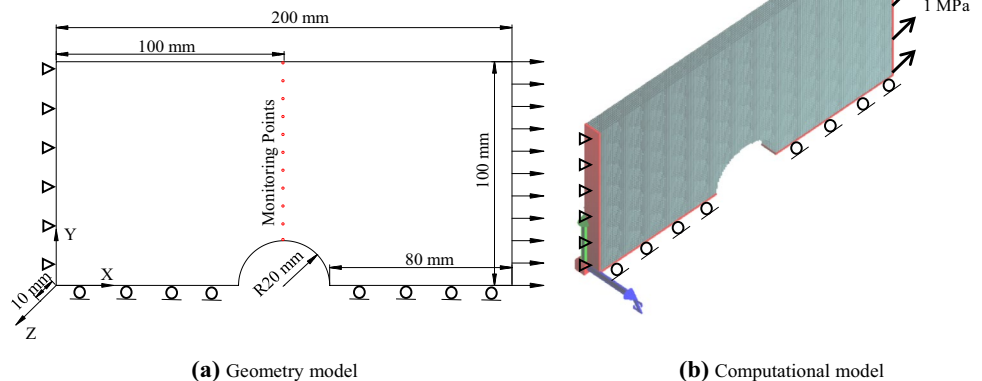 200 mm
100 mm
Monitoring Points
100 mm
80 mm
R20 mm
10 mm
Y
X
Z
(a) Geometry model
1 MPa
(b) Computational model